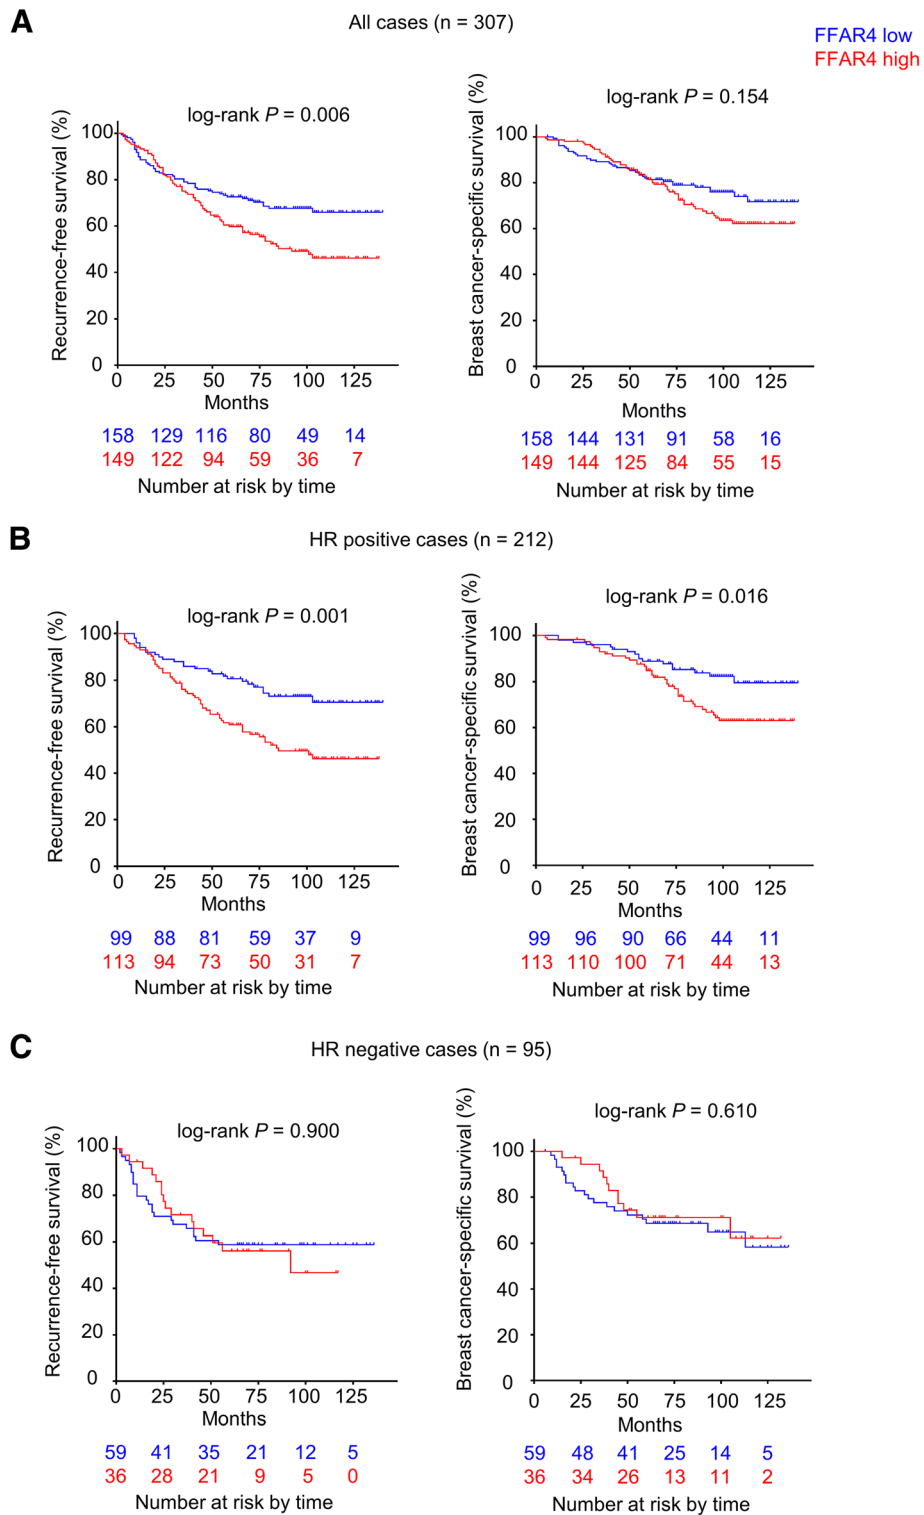 A
All cases (n = 307)
FFAR4 low
FFAR4 high
log-rank P = 0.006
Recurrence-free survival (%)
100
80
60
40
20
0
0 25 50 75 100 125
Months
158 129 116 80 49 14
149 122 94 59 36 7
Number at risk by time
log-rank P = 0.154
Breast cancer-specific survival (%)
100
80
60
40
20
0
0 25 50 75 100 125
Months
158 144 131 91 58 16
149 144 125 84 55 15
Number at risk by time
B
HR positive cases (n = 212)
log-rank P = 0.001
Recurrence-free survival (%)
100
80
60
40
20
0
0 25 50 75 100 125
Months
99 88 81 59 37 9
113 94 73 50 31 7
Number at risk by time
log-rank P = 0.016
Breast cancer-specific survival (%)
100
80
60
40
20
0
0 25 50 75 100 125
Months
99 96 90 66 44 11
113 110 100 71 44 13
Number at risk by time
C
HR negative cases (n = 95)
log-rank P = 0.900
Recurrence-free survival (%)
100
80
60
40
20
0
0 25 50 75 100 125
Months
59 41 35 21 12 5
36 28 21 9 5 0
Number at risk by time
log-rank P = 0.610
Breast cancer-specific survival (%)
100
80
60
40
20
0
0 25 50 75 100 125
Months
59 48 41 25 14 5
36 34 26 13 11 2
Number at risk by time